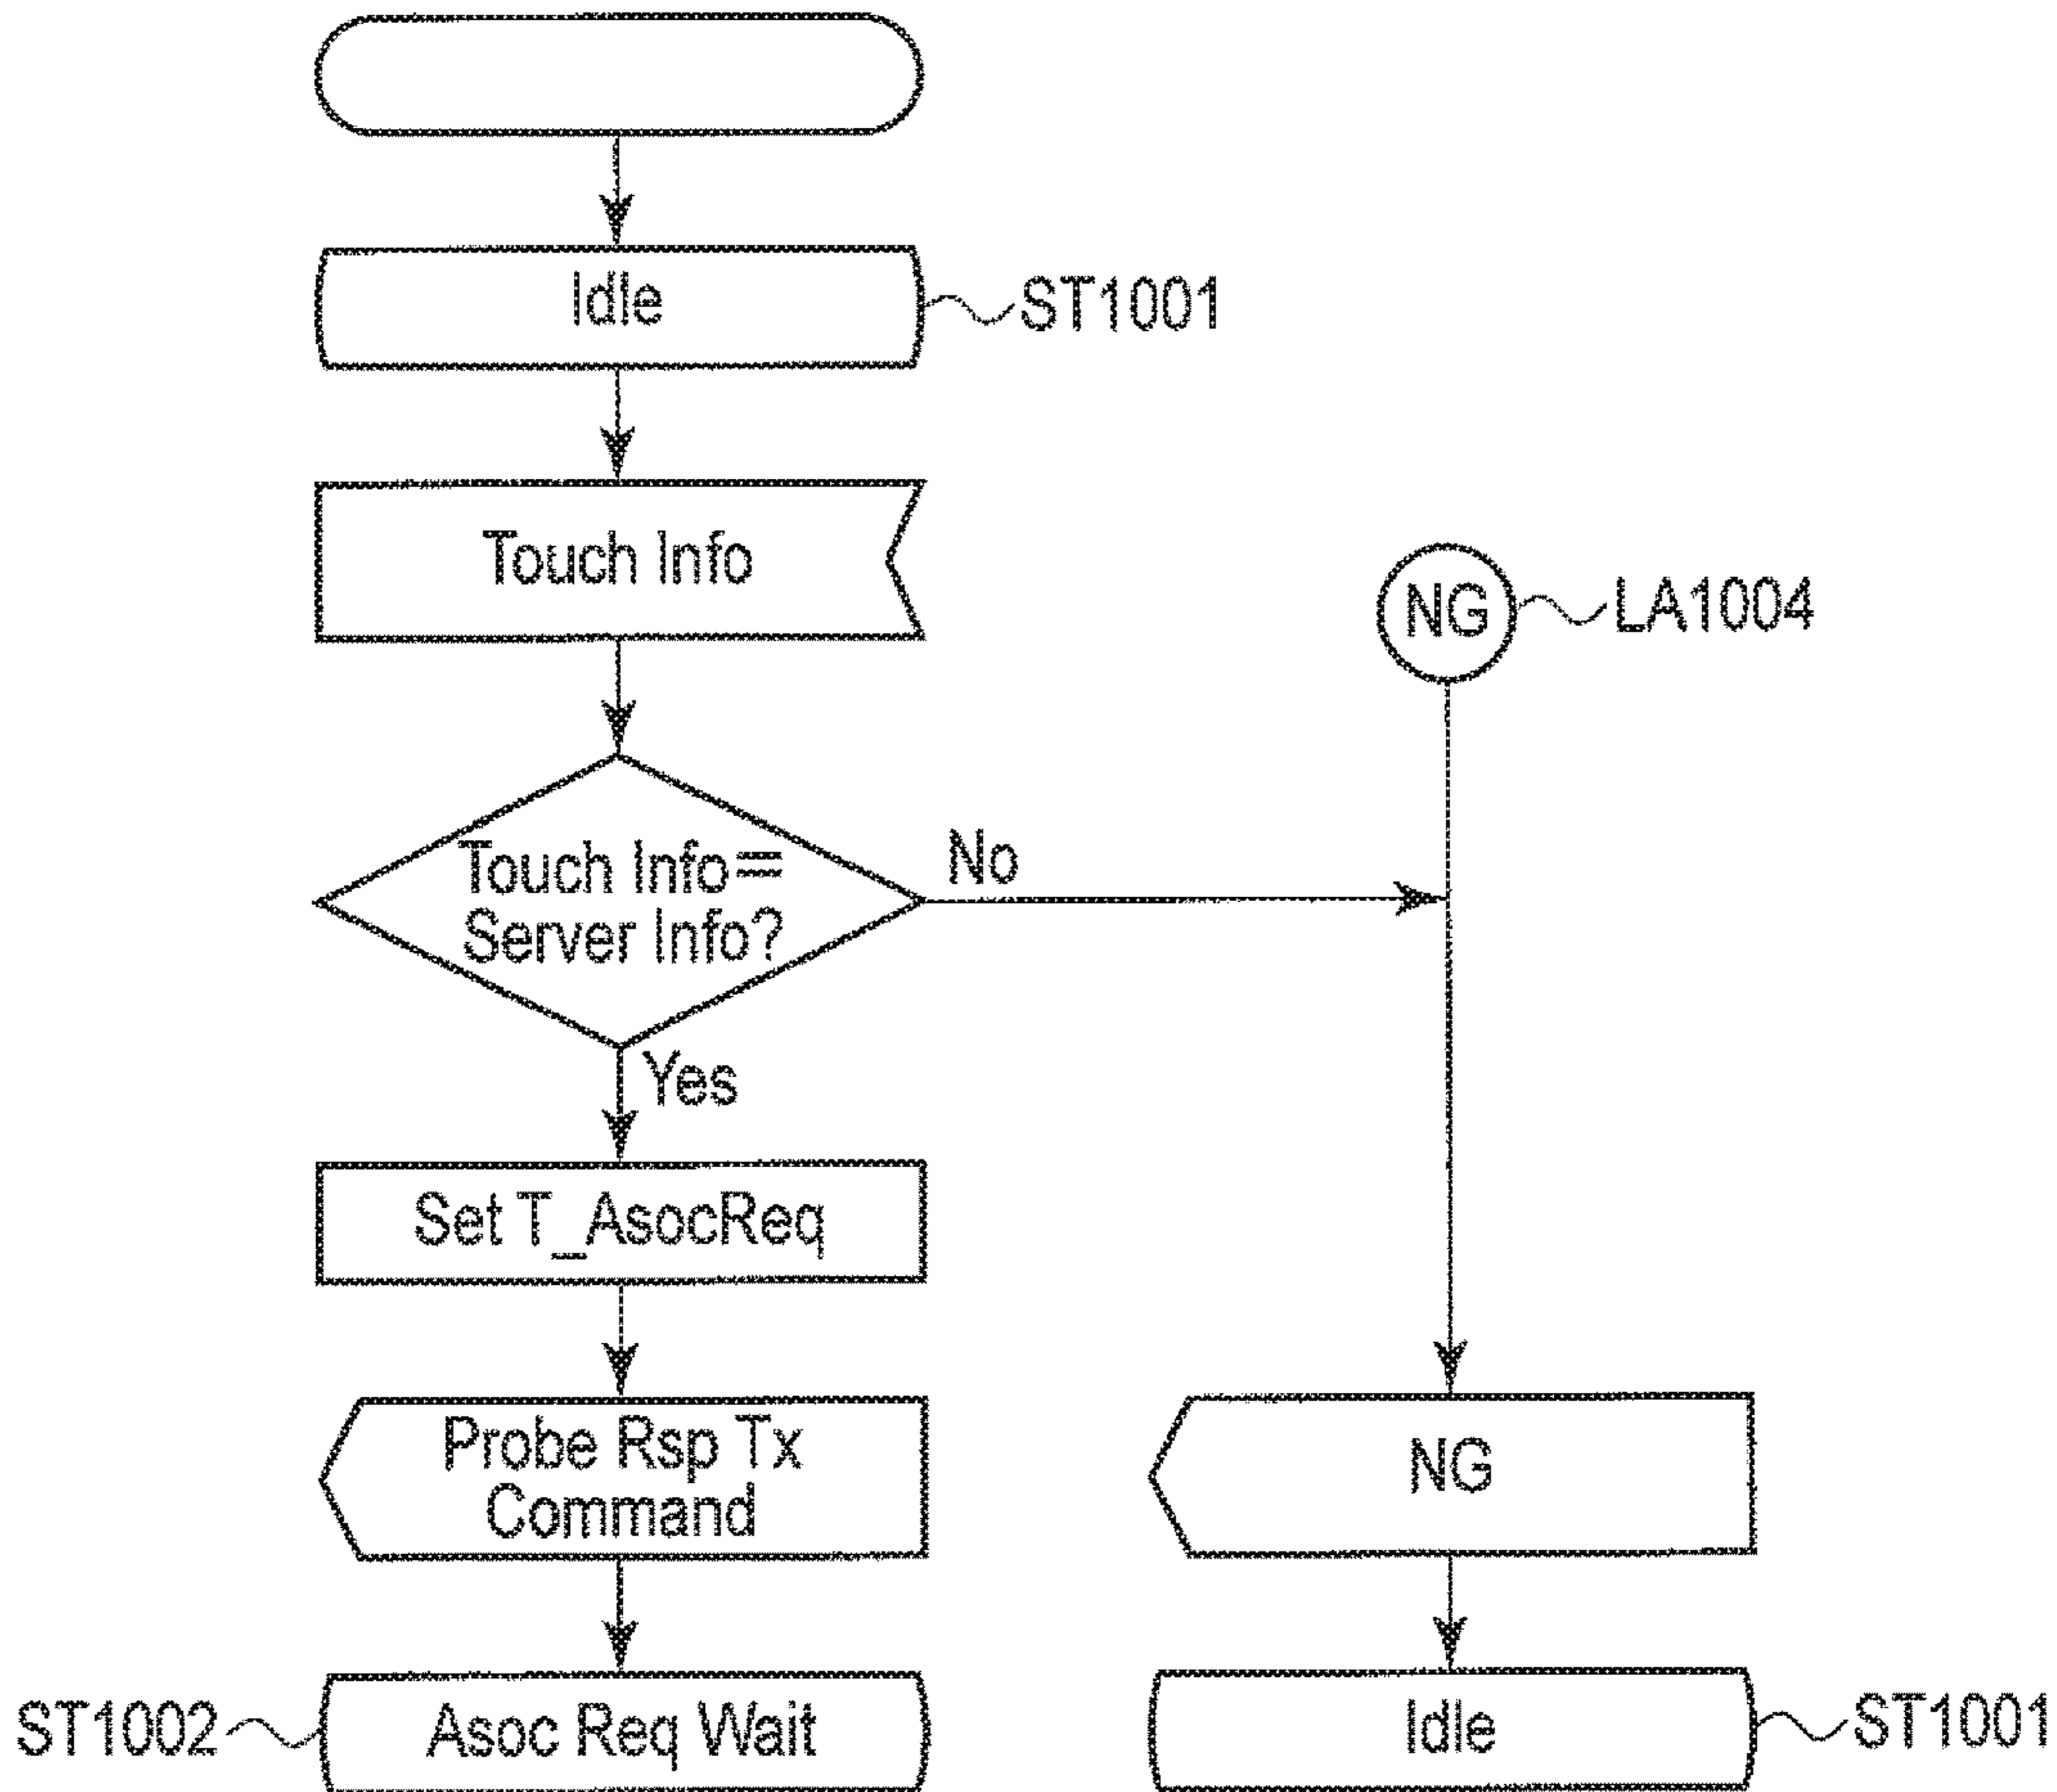 Idle
ST1001
Touch Info
NG
LA1004
Touch Info=
Server Info?
No
Yes
Set T_AsocReq
Probe Rsp Tx
Command
NG
ST1002
Asoc Req Wait
Idle
ST1001